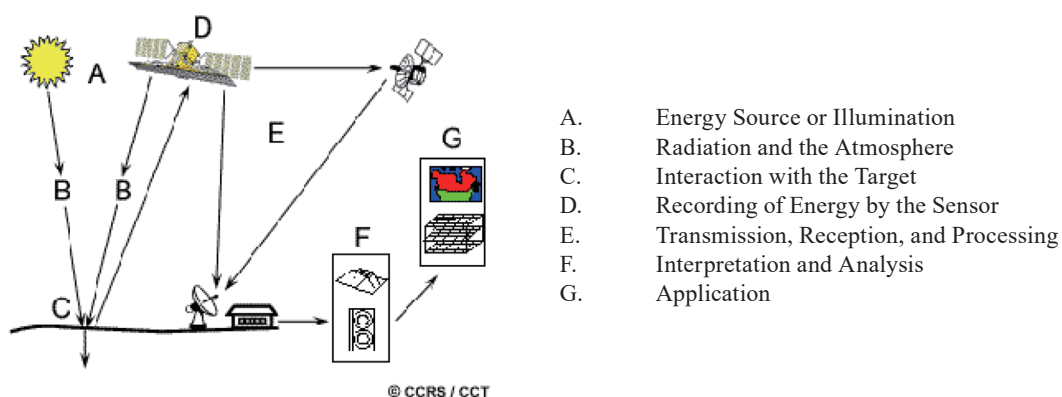 D
A
E
G
B B
F
C
© CCRS / CCT
A. Energy Source or Illumination
B. Radiation and the Atmosphere
C. Interaction with the Target
D. Recording of Energy by the Sensor
E. Transmission, Reception, and Processing
F. Interpretation and Analysis
G. Application